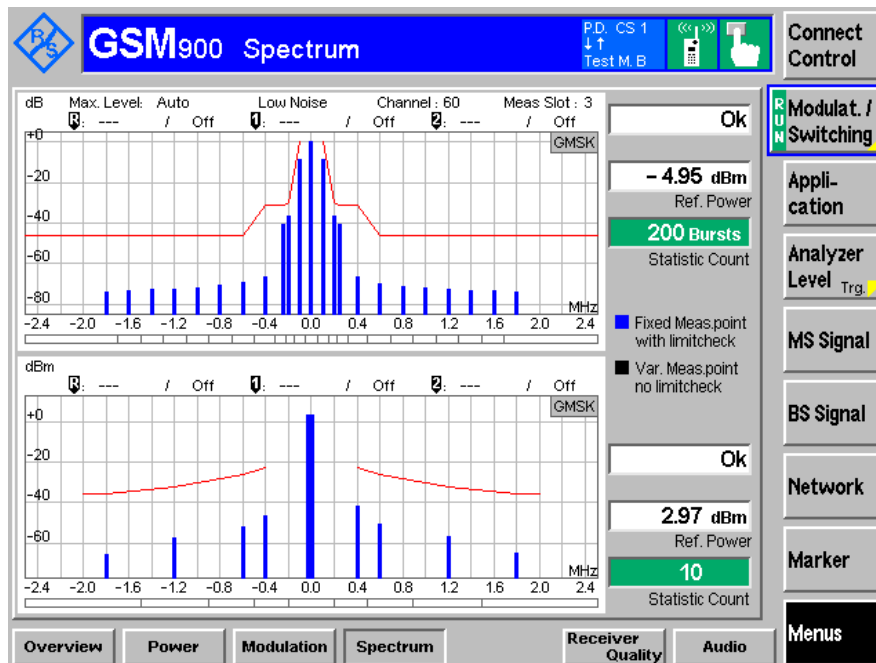 R/S
GSM900 Spectrum
P.D. CS 1
Test M. B
Connect Control
dB Max. Level: Auto Low Noise Channel : 60 Meas Slot : 3
R: --- / Off 1: --- / Off 2: --- / Off
GMSK
+0
-20
-40
-60
-80
MHz
-2.4 -2.0 -1.6 -1.2 -0.8 -0.4 0.0 0.4 0.8 1.2 1.6 2.0 2.4
Ok
- 4.95 dBm
Ref. Power
200 Bursts
Statistic Count
Fixed Meas.point
with limitcheck
Var. Meas.point
no limitcheck
dBm
R: --- / Off 1: --- / Off 2: --- / Off
GMSK
+0
-20
-40
-60
MHz
-2.4 -2.0 -1.6 -1.2 -0.8 -0.4 0.0 0.4 0.8 1.2 1.6 2.0 2.4
Ok
2.97 dBm
Ref. Power
10
Statistic Count
RUN
Modulat. /
Switching
Appli-
cation
Analyzer
Level Trg.
MS Signal
BS Signal
Network
Marker
Menus
Overview Power Modulation Spectrum Receiver Quality Audio